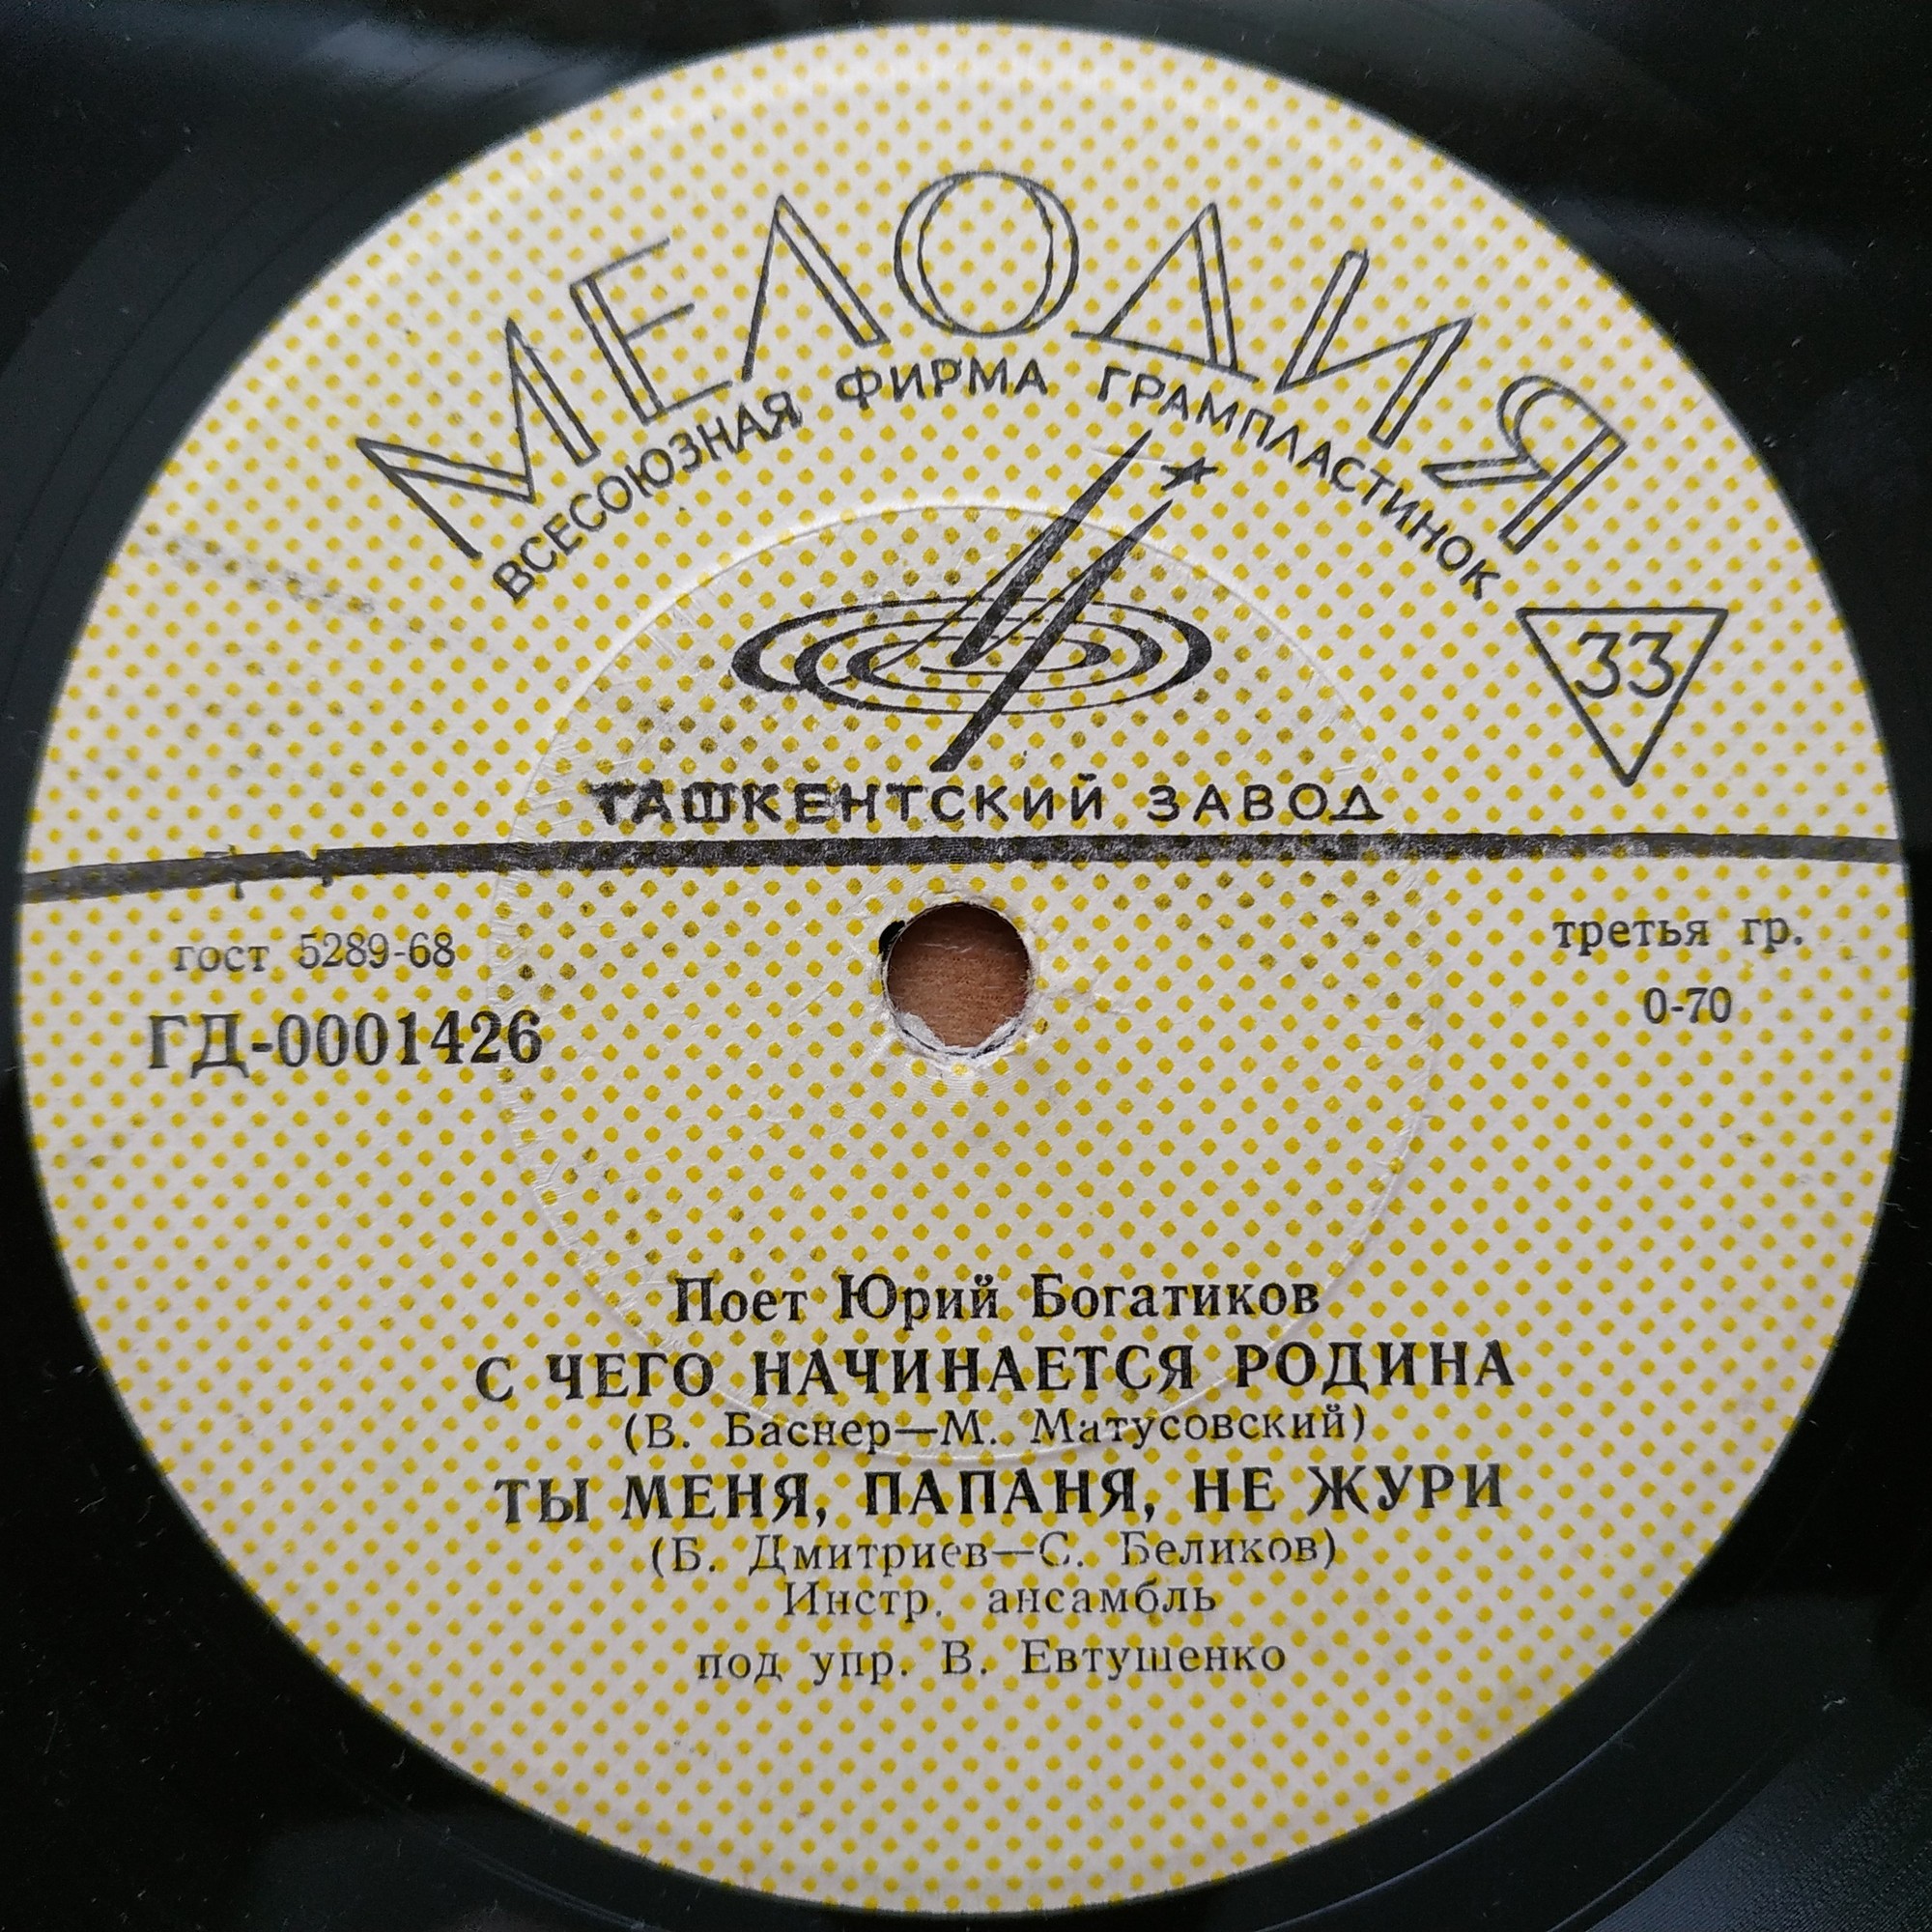 МЕЛОДИЯ
ВСЕСОЮЗНАЯ ФИРМА ГРАМПЛАСТИНОК
33
ТАШКЕНТСКИЙ ЗАВОД
гост 5289-68
третья гр.
ГД-0001426
0-70
Поет Юрий Богатиков
С ЧЕГО НАЧИНАЕТСЯ РОДИНА
(В. Баснер—М. Матусовский)
ТЫ МЕНЯ, ПАПАНЯ, НЕ ЖУРИ
(Б. Дмитриев—С. Беликов)
Инстр. ансамбль
под упр. В. Евтушенко